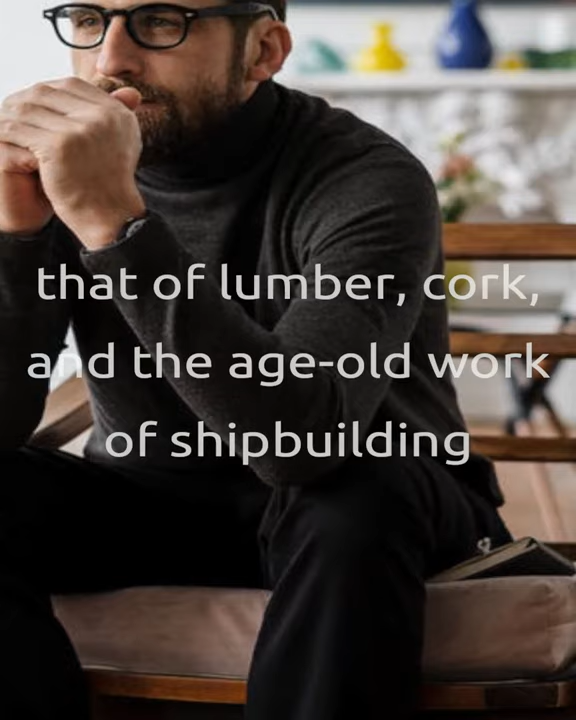 that of lumber, cork,
and the age-old work
of shipbuilding